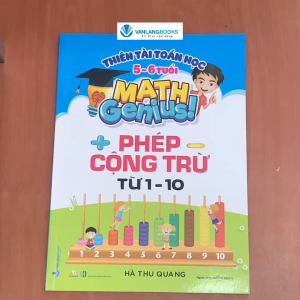 VANLANGBOOKS
THIÊN TÀI TOÁN HỌC
5-6 TUỔI
MATH
Genius!
+ PHÉP -
CỘNG TRỪ
TỪ 1 - 10
1 2 3 4 5 6 7 8 9 10
HÀ THU QUANG